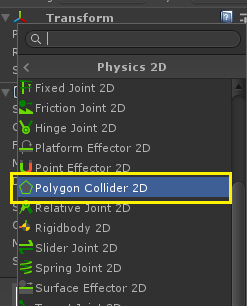 Transform
Physics 2D
Fixed Joint 2D
Friction Joint 2D
Hinge Joint 2D
Platform Effector 2D
Point Effector 2D
Polygon Collider 2D
Relative Joint 2D
Rigidbody 2D
Slider Joint 2D
Spring Joint 2D
Surface Effector 2D